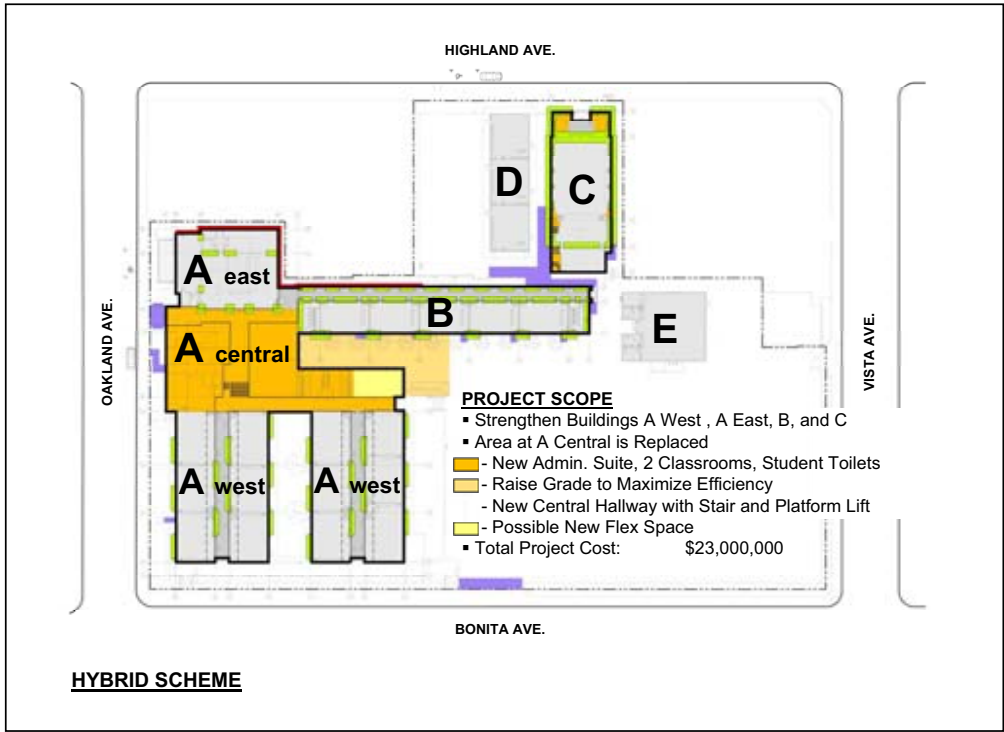 HIGHLAND AVE.
D
C
A east
B
E
OAKLAND AVE.
A central
VISTA AVE.
PROJECT SCOPE
▪ Strengthen Buildings A West , A East, B, and C
▪ Area at A Central is Replaced
- New Admin. Suite, 2 Classrooms, Student Toilets
- Raise Grade to Maximize Efficiency
- New Central Hallway with Stair and Platform Lift
- Possible New Flex Space
▪ Total Project Cost: $23,000,000
A west
A west
BONITA AVE.
HYBRID SCHEME